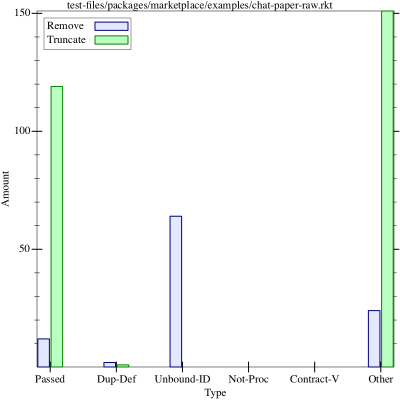 test-files/packages/marketplace/examples/chat-paper-raw.rkt
Remove
Truncate
150
100
50
Amount
Passed Dup-Def Unbound-ID Not-Proc Contract-V Other
Type